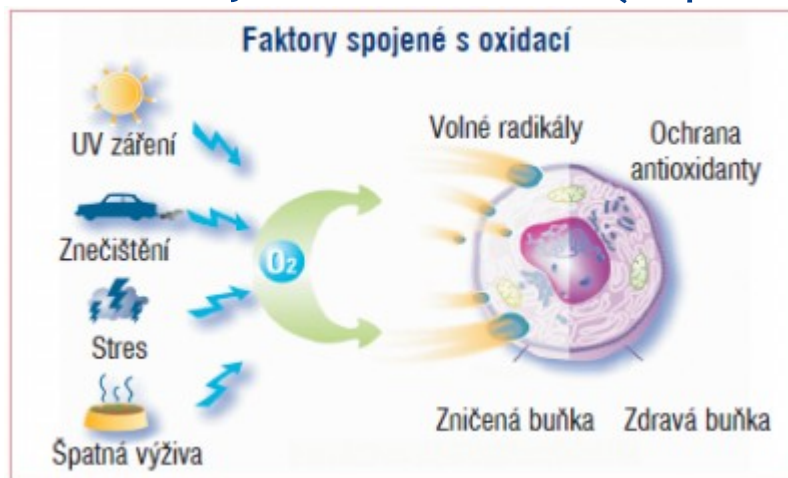 Faktory spojené s oxidací
UV záření
Znečištění
Stres
Špatná výživa
O₂
Volné radikály
Ochrana
antioxidanty
Zničená buňka
Zdravá buňka